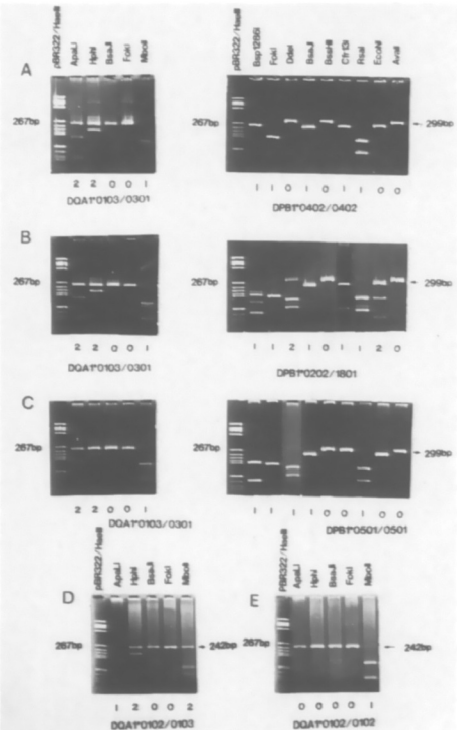 pBR322/HaeIII ApaLI HphI BsaJI FokI MboII
pBR322/HaeIII Bsp1286I FokI DdeI BsaJI BssHII Cfr13I RsaI EcoNI AvaII
A
267bp
299bp
2 2 0 0 1
1 1 0 1 0 1 1 0 0
DQA1*0103/0301
DPB1*0402/0402
B
267bp
299bp
2 2 0 0 1
1 1 2 1 0 1 1 2 0
DQA1*0103/0301
DPB1*0202/1901
C
267bp
299bp
2 2 0 0 1
1 1 1 1 0 0 1 0 0
DQA1*0103/0301
DPB1*0501/0501
pBR322/HaeIII ApaLI HphI BsaJI FokI MboII
PBR322/HaeIII ApaLI HphI BsaJI FokI MboII
D
E
267bp
242bp
267bp
242bp
1 2 0 0 2
0 0 0 0 1
DQA1*0102/0103
DQA1*0102/0102